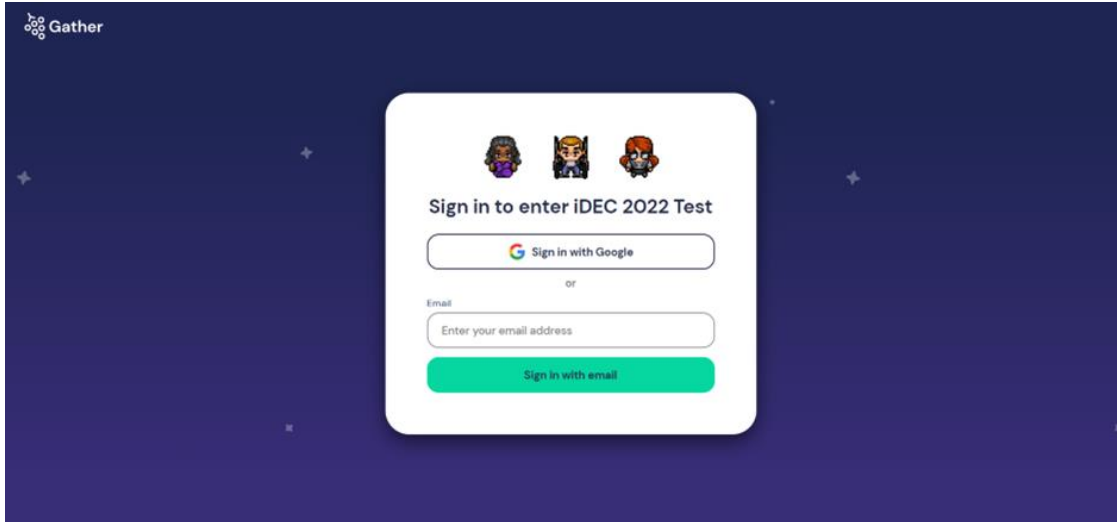 Gather
Sign in to enter iDEC 2022 Test
Sign in with Google
or
Email
Enter your email address
Sign in with email